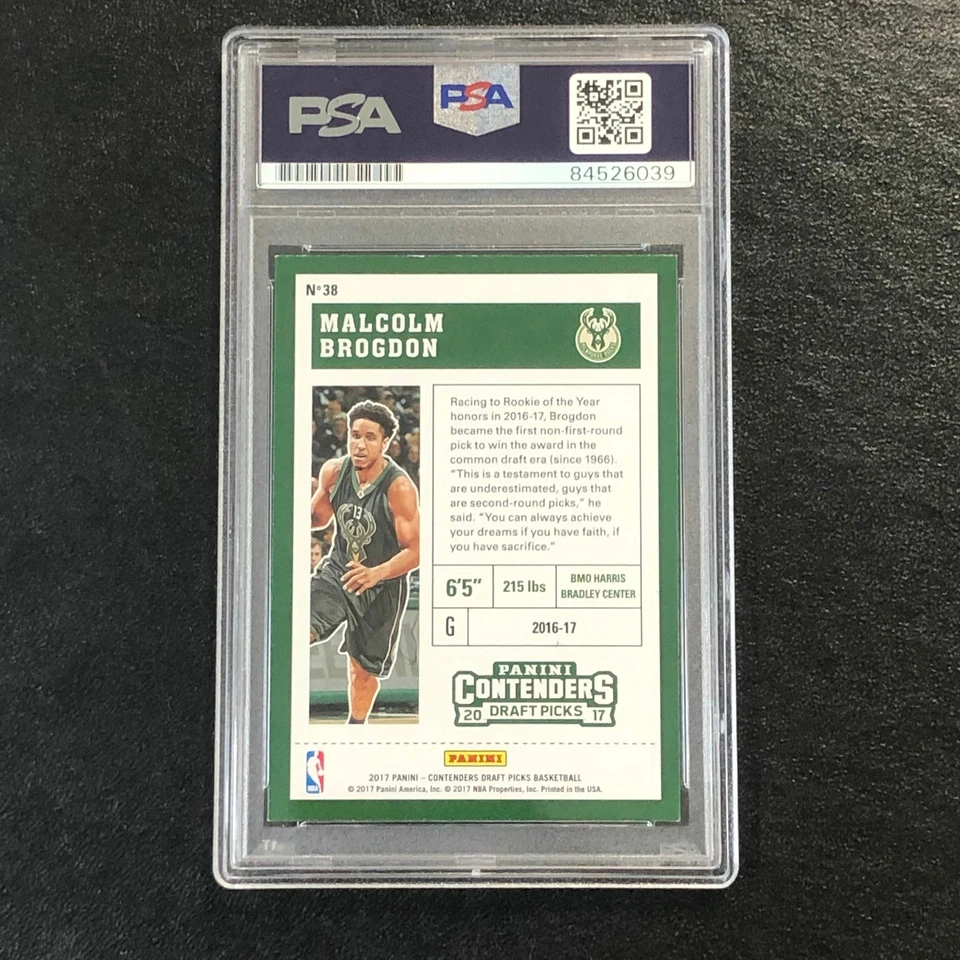 PSA
PSA
84526039
Nº38
MALCOLM
BROGDON
Racing to Rookie of the Year
honors in 2016-17, Brogdon
became the first non-first-round
pick to win the award in the
common draft era (since 1966).
“This is a testament to guys that
are underestimated, guys that
are second-round picks,” he
said. “You can always achieve
your dreams if you have faith, if
you have sacrifice.”
13
6'5" 215 lbs BMO HARRIS
BRADLEY CENTER
G 2016-17
PANINI
CONTENDERS
20 DRAFT PICKS 17
PANINI
2017 PANINI – CONTENDERS DRAFT PICKS BASKETBALL
© 2017 Panini America, Inc. © 2017 NBA Properties, Inc. Printed in the USA.
NBA